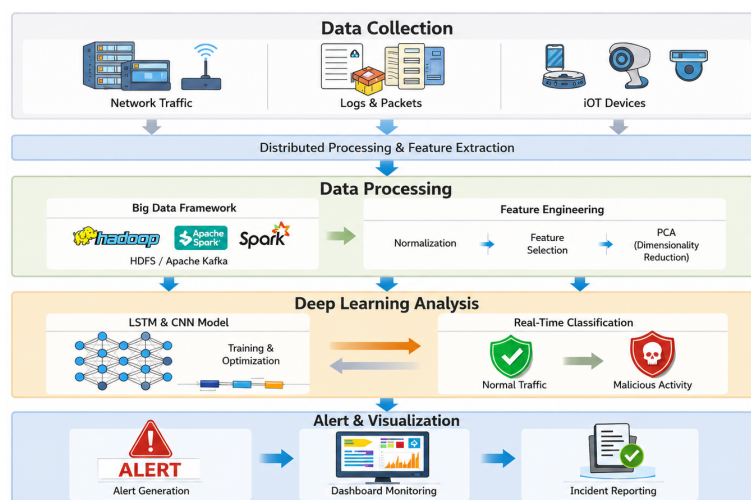 Data Collection
Network Traffic
Logs & Packets
iOT Devices
Distributed Processing & Feature Extraction
Data Processing
Big Data Framework
hadoop
Apache
Spark
Spark
HDFS / Apache Kafka
Feature Engineering
Normalization
Feature
Selection
PCA
(Dimensionality
Reduction)
Deep Learning Analysis
LSTM & CNN Model
Training &
Optimization
Real-Time Classification
Normal Traffic
Malicious Activity
Alert & Visualization
ALERT
Alert Generation
Dashboard Monitoring
Incident Reporting